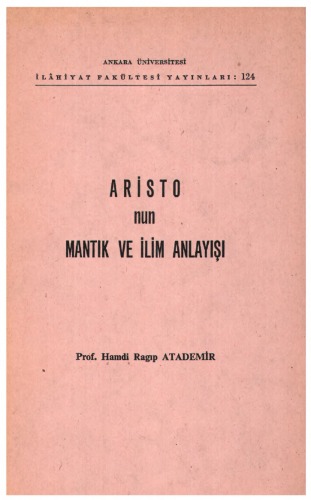 ANKARA ÜNİVERSİTESİ
İLÂHİYAT FAKÜLTESİ YAYINLARI: 124
ARİSTO
nun
MANTIK VE İLİM ANLAYIŞI
Prof. Hamdi Ragıp ATADEMİR